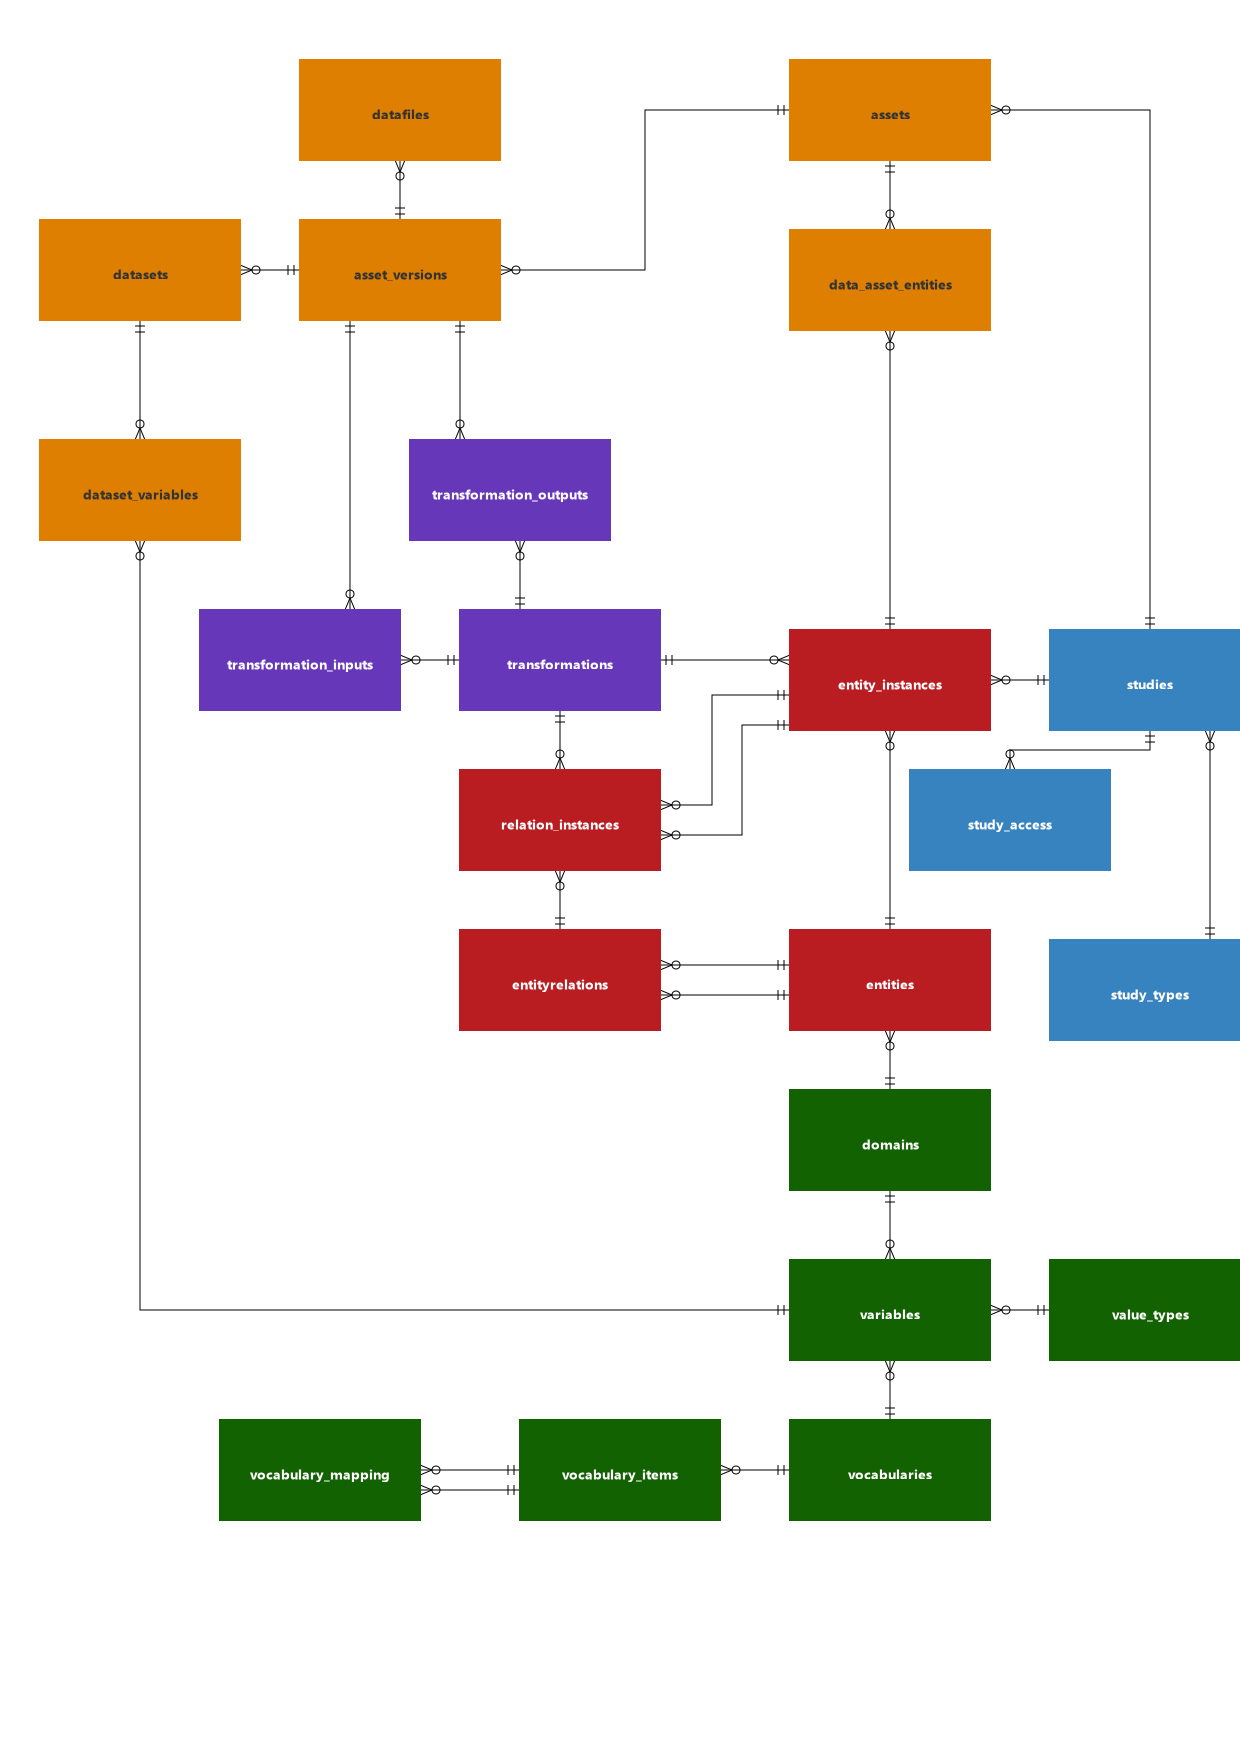 datafiles
assets
datasets
asset_versions
data_asset_entities
dataset_variables
transformation_outputs
transformation_inputs
transformations
entity_instances
studies
relation_instances
study_access
entityrelations
entities
study_types
domains
variables
value_types
vocabulary_mapping
vocabulary_items
vocabularies